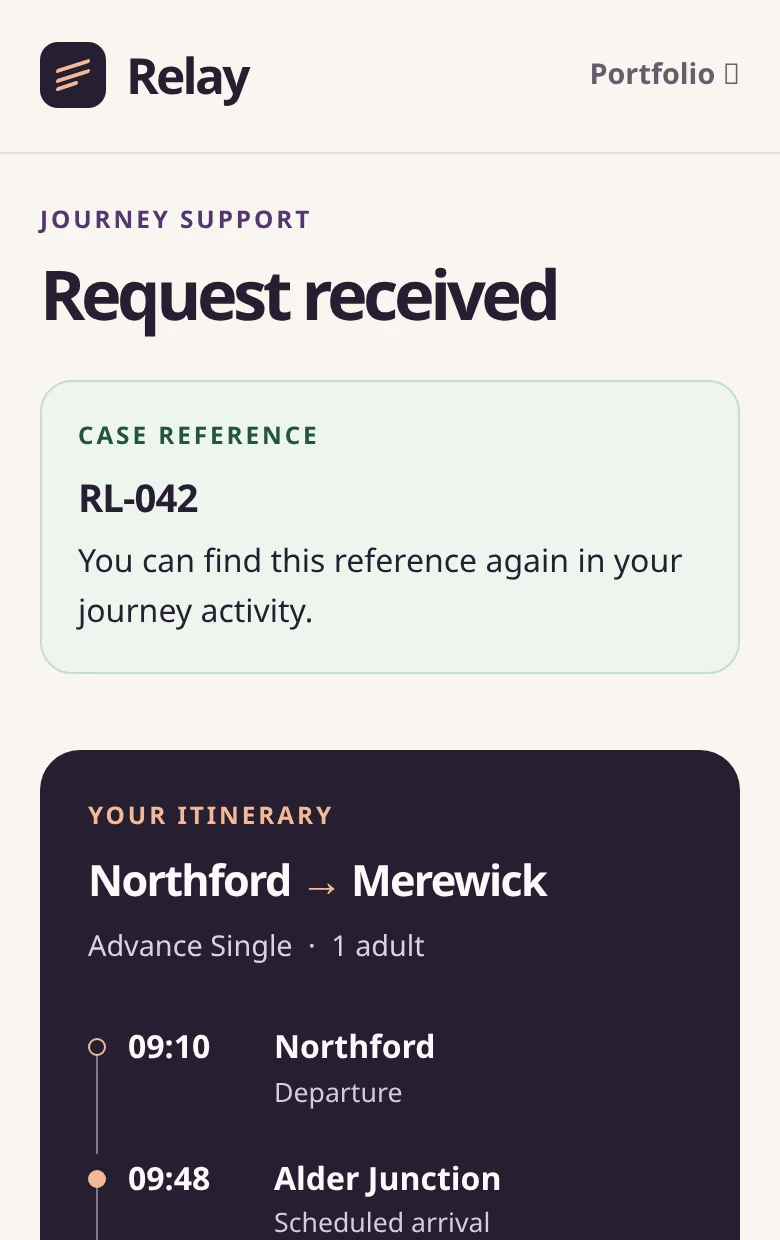 Relay
Portfolio
JOURNEY SUPPORT
Request received
CASE REFERENCE
RL-042
You can find this reference again in your
journey activity.
YOUR ITINERARY
Northford → Merewick
Advance Single · 1 adult
09:10 Northford
Departure
09:48 Alder Junction
Scheduled arrival